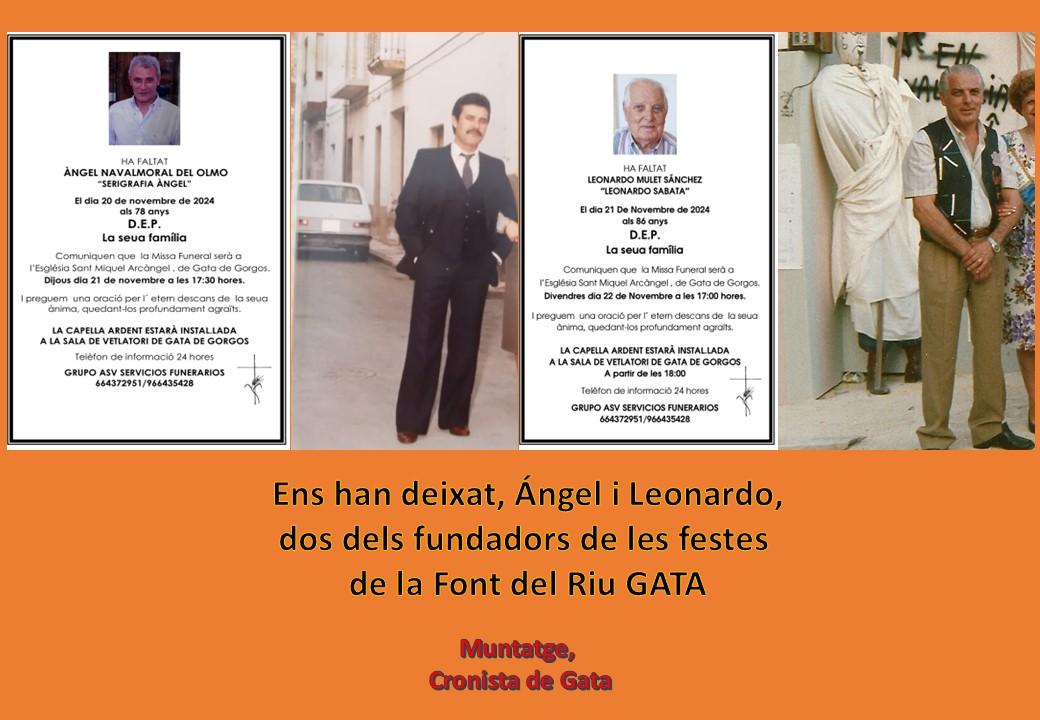 HA FALTAT
ÀNGEL NAVALMORAL DEL OLMO
"SERIGRAFIA ÀNGEL"
El dia 20 de novembre de 2024
als 78 anys
D.E.P.
La seua família
Comuniquen que la Missa Funeral serà a
l'Església Sant Miquel Arcàngel , de Gata de Gorgos.
Dijous dia 21 de novembre a les 17:30 hores.
I preguem una oració per l´ etern descans de la seua
ànima, quedant-los profundament agraïts.
LA CAPELLA ARDENT ESTARÀ INSTAL.LADA
A LA SALA DE VETLATORI DE GATA DE GORGOS
Telèfon de informació 24 hores
GRUPO ASV SERVICIOS FUNERARIOS
664372951/966435428
HA FALTAT
LEONARDO MULET SÁNCHEZ
"LEONARDO SABATA"
El dia 21 De Novembre de 2024
als 86 anys
D.E.P.
La seua família
Comuniquen que la Missa Funeral serà a
l'Església Sant Miquel Arcàngel , de Gata de Gorgos.
Divendres dia 22 de Novembre a les 17:00 hores.
I preguem una oració per l´ etern descans de la seua
ànima, quedant-los profundament agraïts.
LA CAPELLA ARDENT ESTARÀ INSTAL.LADA
A LA SALA DE VETLATORI DE GATA DE GORGOS
A partir de les 18:00
Telèfon de informació 24 hores
GRUPO ASV SERVICIOS FUNERARIOS
664372951/966435428
EN
Ens han deixat, Ángel i Leonardo,
dos dels fundadors de les festes
de la Font del Riu GATA
Muntatge,
Cronista de Gata